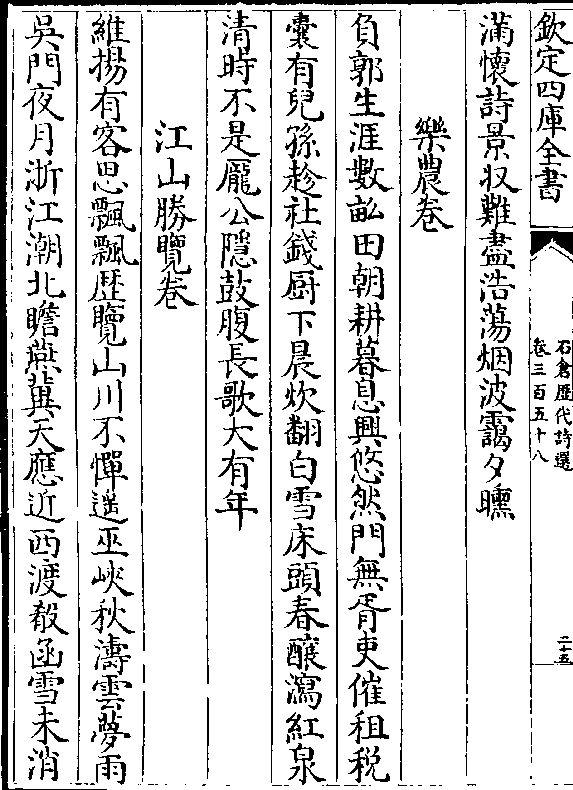 欽定四庫全書
石倉歴代詩選
卷三百五十八
二十五
滿懷詩景収難盡浩蕩烟波靄夕曛
樂農卷
負郭生涯數畝田朝耕暮息興悠然門無胥吏催租税
囊有兒孫趁社錢厨下晨炊翻白雪床頭春釀瀉紅泉
清時不是龐公隱鼓腹長歌大有年
江山勝覽卷
維揚有客思飄飄歴覽山川不憚遥巫峽秋濤雲夢雨
吳門夜月浙江潮北瞻燕冀天應近西渡殽函雪未消